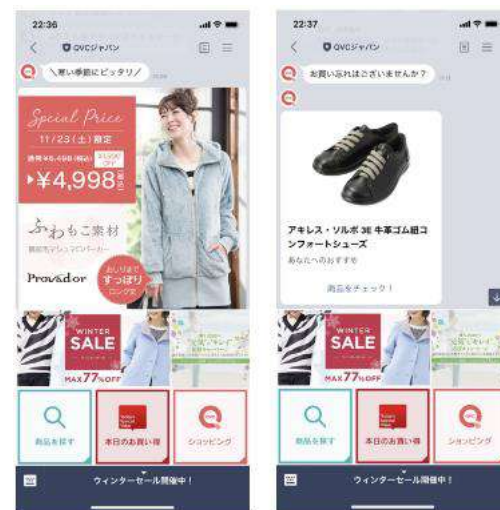 22:36
QVCジャパン
\寒い季節にピッタリ/
Special Price
11/23(土)限定
¥4,998
ふわもこ素材
Provador
おしりまで
すっぽり
ロング丈
WINTER
SALE
MAX77%OFF
商品を探す
本日のお買い得
ショッピング
ウィンターセール開催中!
22:37
QVCジャパン
お買い忘れはございませんか?
アキレス・ソルボ 3E 牛革ゴム紐コ
ンフォートシューズ
あなたへのおすすめ
商品をチェック!
WINTER
SALE
MAX77%OFF
商品を探す
本日のお買い得
ショッピング
ウィンターセール開催中!